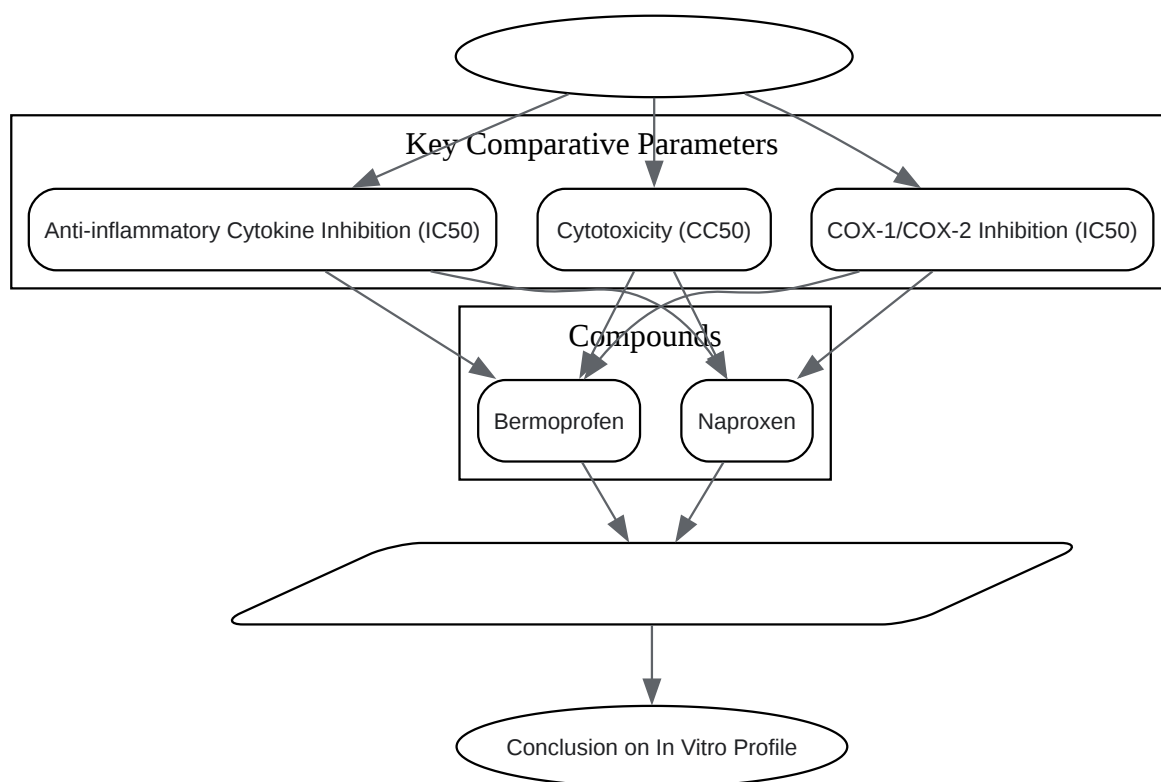 Key Comparative Parameters
Anti-inflammatory Cytokine Inhibition (IC50)
Cytotoxicity (CC50)
COX-1/COX-2 Inhibition (IC50)
Compounds
Bermoprofen
Naproxen
Conclusion on In Vitro Profile